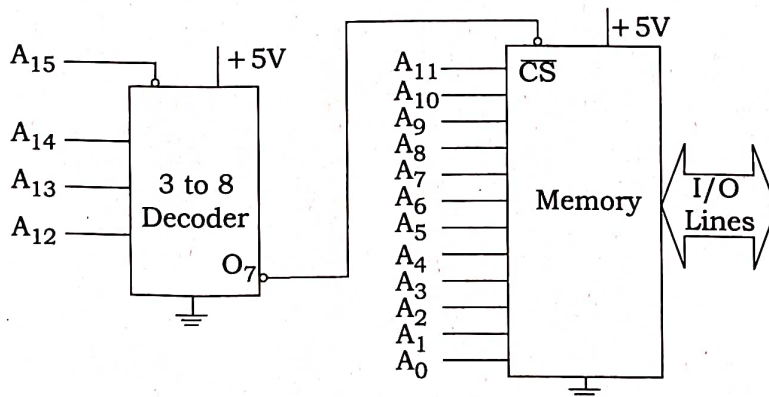 A15
+5V
A14
A13
A12
3 to 8
Decoder
O7
+5V
CS
A11
A10
A9
A8
A7
A6
A5
A4
A3
A2
A1
A0
Memory
I/O
Lines